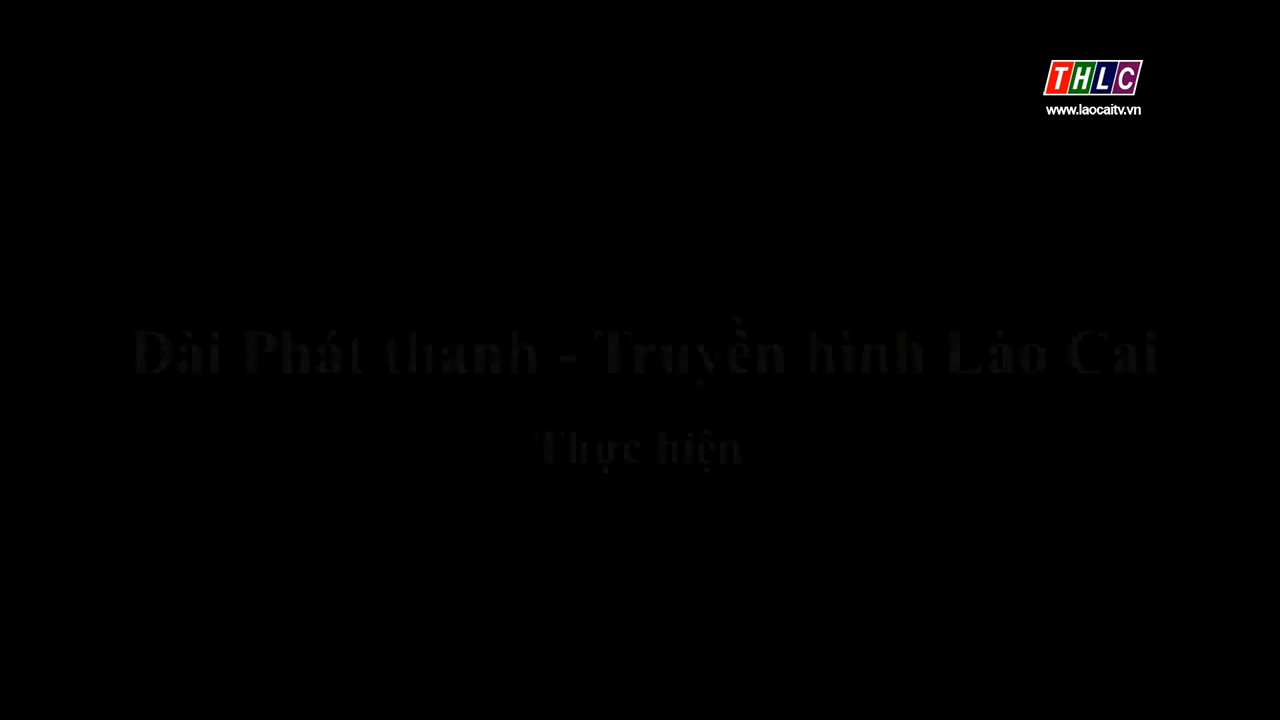 THLC
www.laocaitv.vn
Đài Phát thanh - Truyền hình Lào Cai
Thực hiện